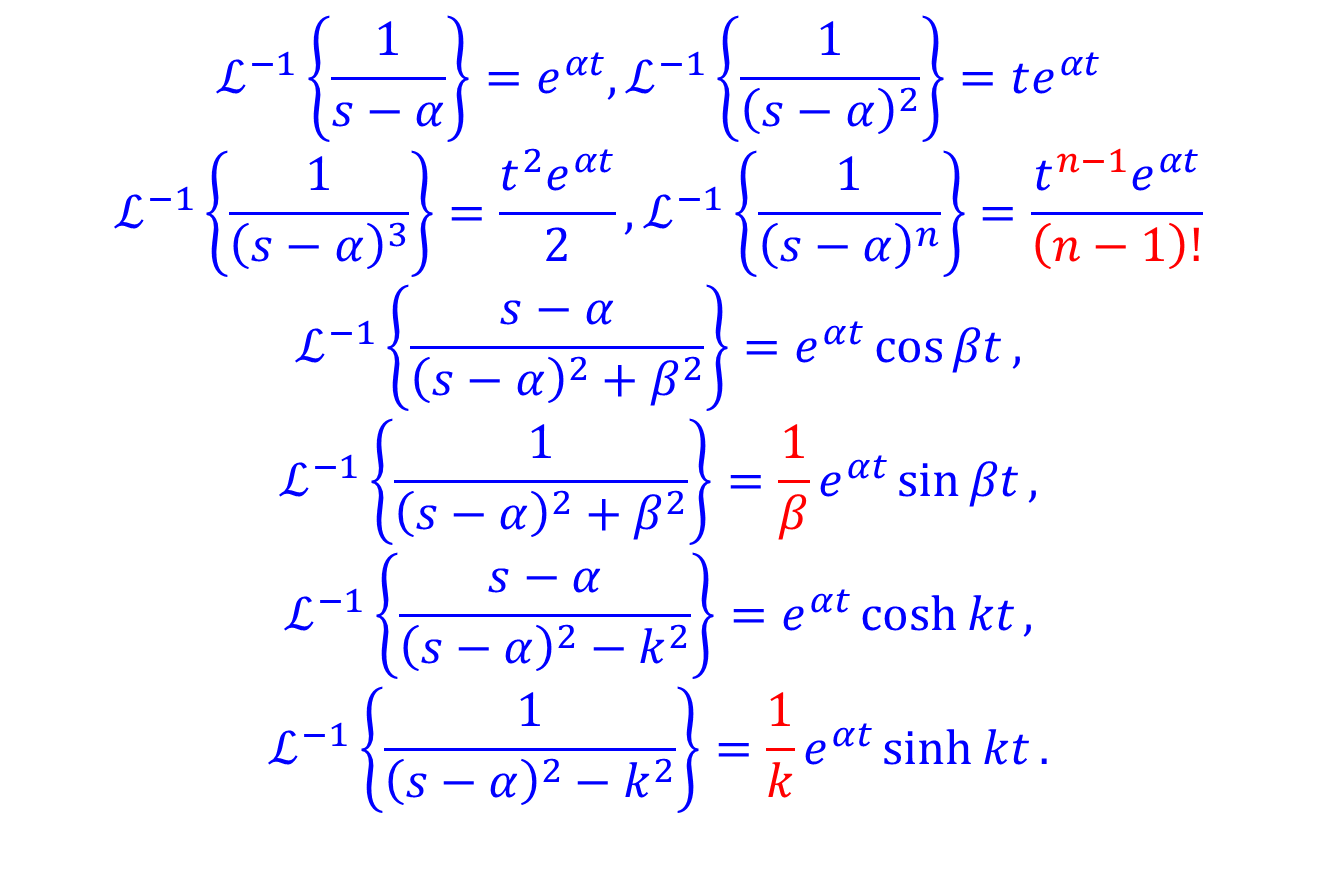 ℒ⁻¹{1/(s − α)} = e^{αt}, ℒ⁻¹{1/(s − α)²} = te^{αt}
ℒ⁻¹{1/(s − α)³} = t²e^{αt}/2, ℒ⁻¹{1/(s − α)ⁿ} = t^{n−1}e^{αt}/(n − 1)!
ℒ⁻¹{(s − α)/((s − α)² + β²)} = e^{αt} cos βt,
ℒ⁻¹{1/((s − α)² + β²)} = (1/β)e^{αt} sin βt,
ℒ⁻¹{(s − α)/((s − α)² − k²)} = e^{αt} cosh kt,
ℒ⁻¹{1/((s − α)² − k²)} = (1/k)e^{αt} sinh kt.